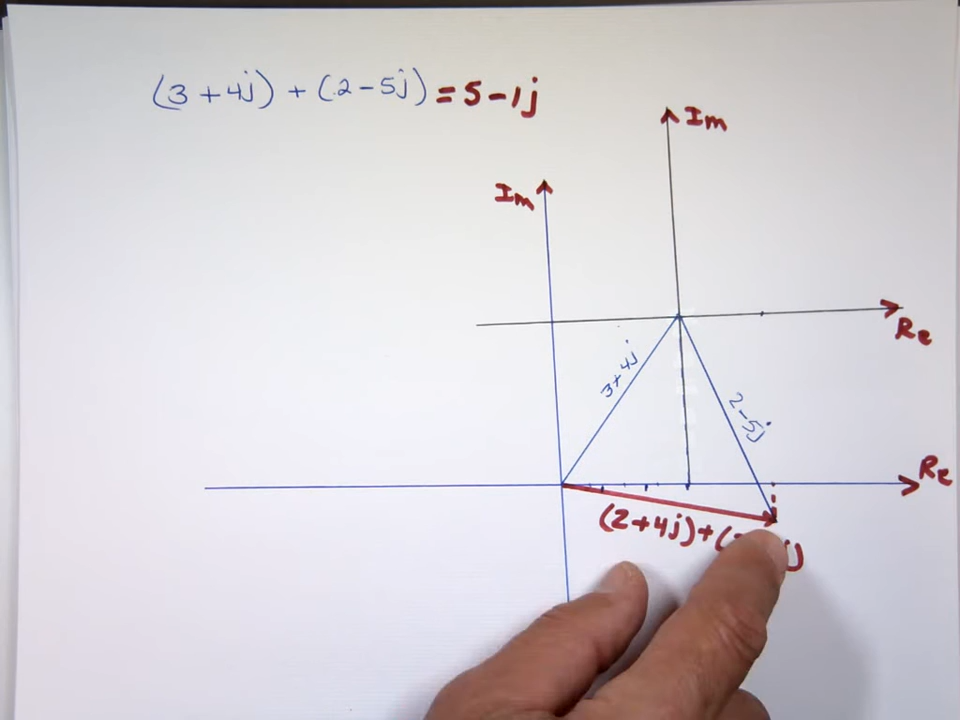 (3+4j) + (2-5j) = 5-1j
Im
Im
Re
3+4j
2-5j
Re
(2+4j)+(
j)